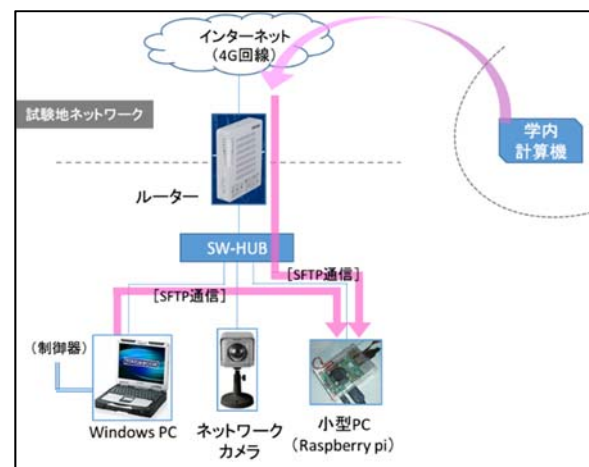 インターネット
（4G回線）
試験地ネットワーク
学内
計算機
ルーター
SW-HUB
［SFTP通信］
［SFTP通信］
（制御器）
Windows PC
ネットワーク
カメラ
小型PC
（Raspberry pi）